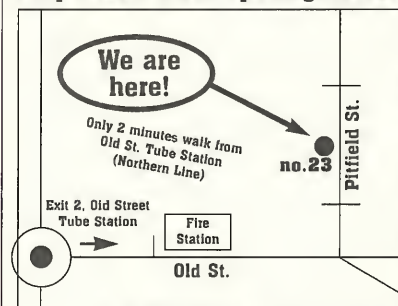 We are
here!
Only 2 minutes walk from
Old St. Tube Station
(Northern Line)
no.23
Pitfield St.
Exit 2, Old Street
Tube Station
Fire
Station
Old St.